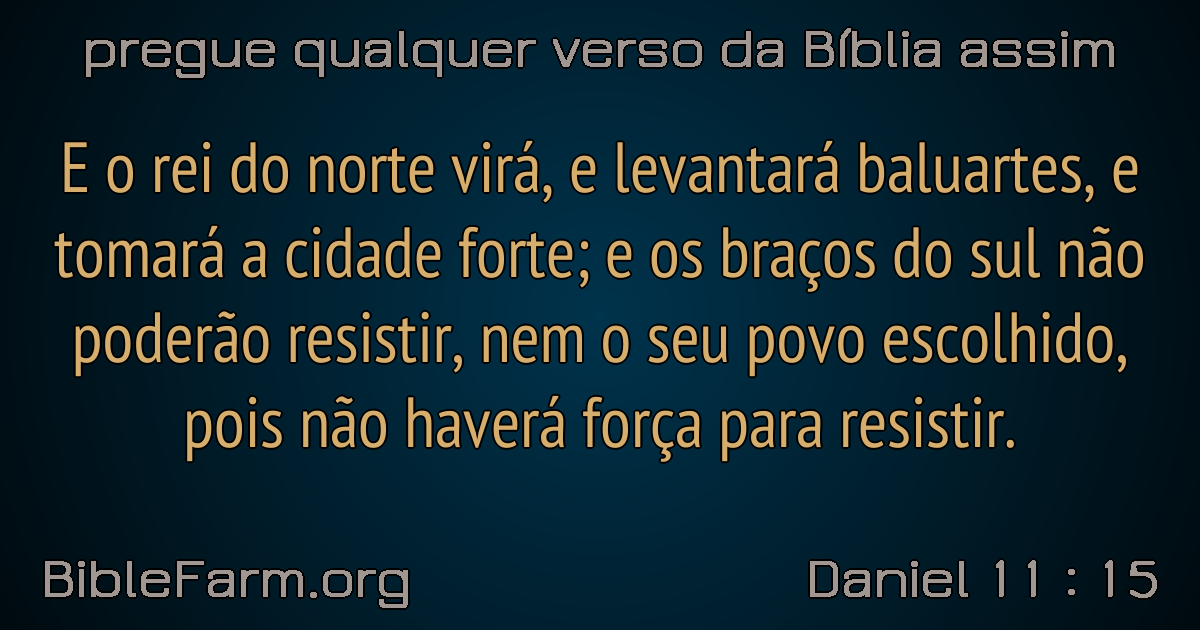 pregue qualquer verso da Bíblia assim
E o rei do norte virá, e levantará baluartes, e
tomará a cidade forte; e os braços do sul não
poderão resistir, nem o seu povo escolhido,
pois não haverá força para resistir.
BibleFarm.org
Daniel 11 : 15